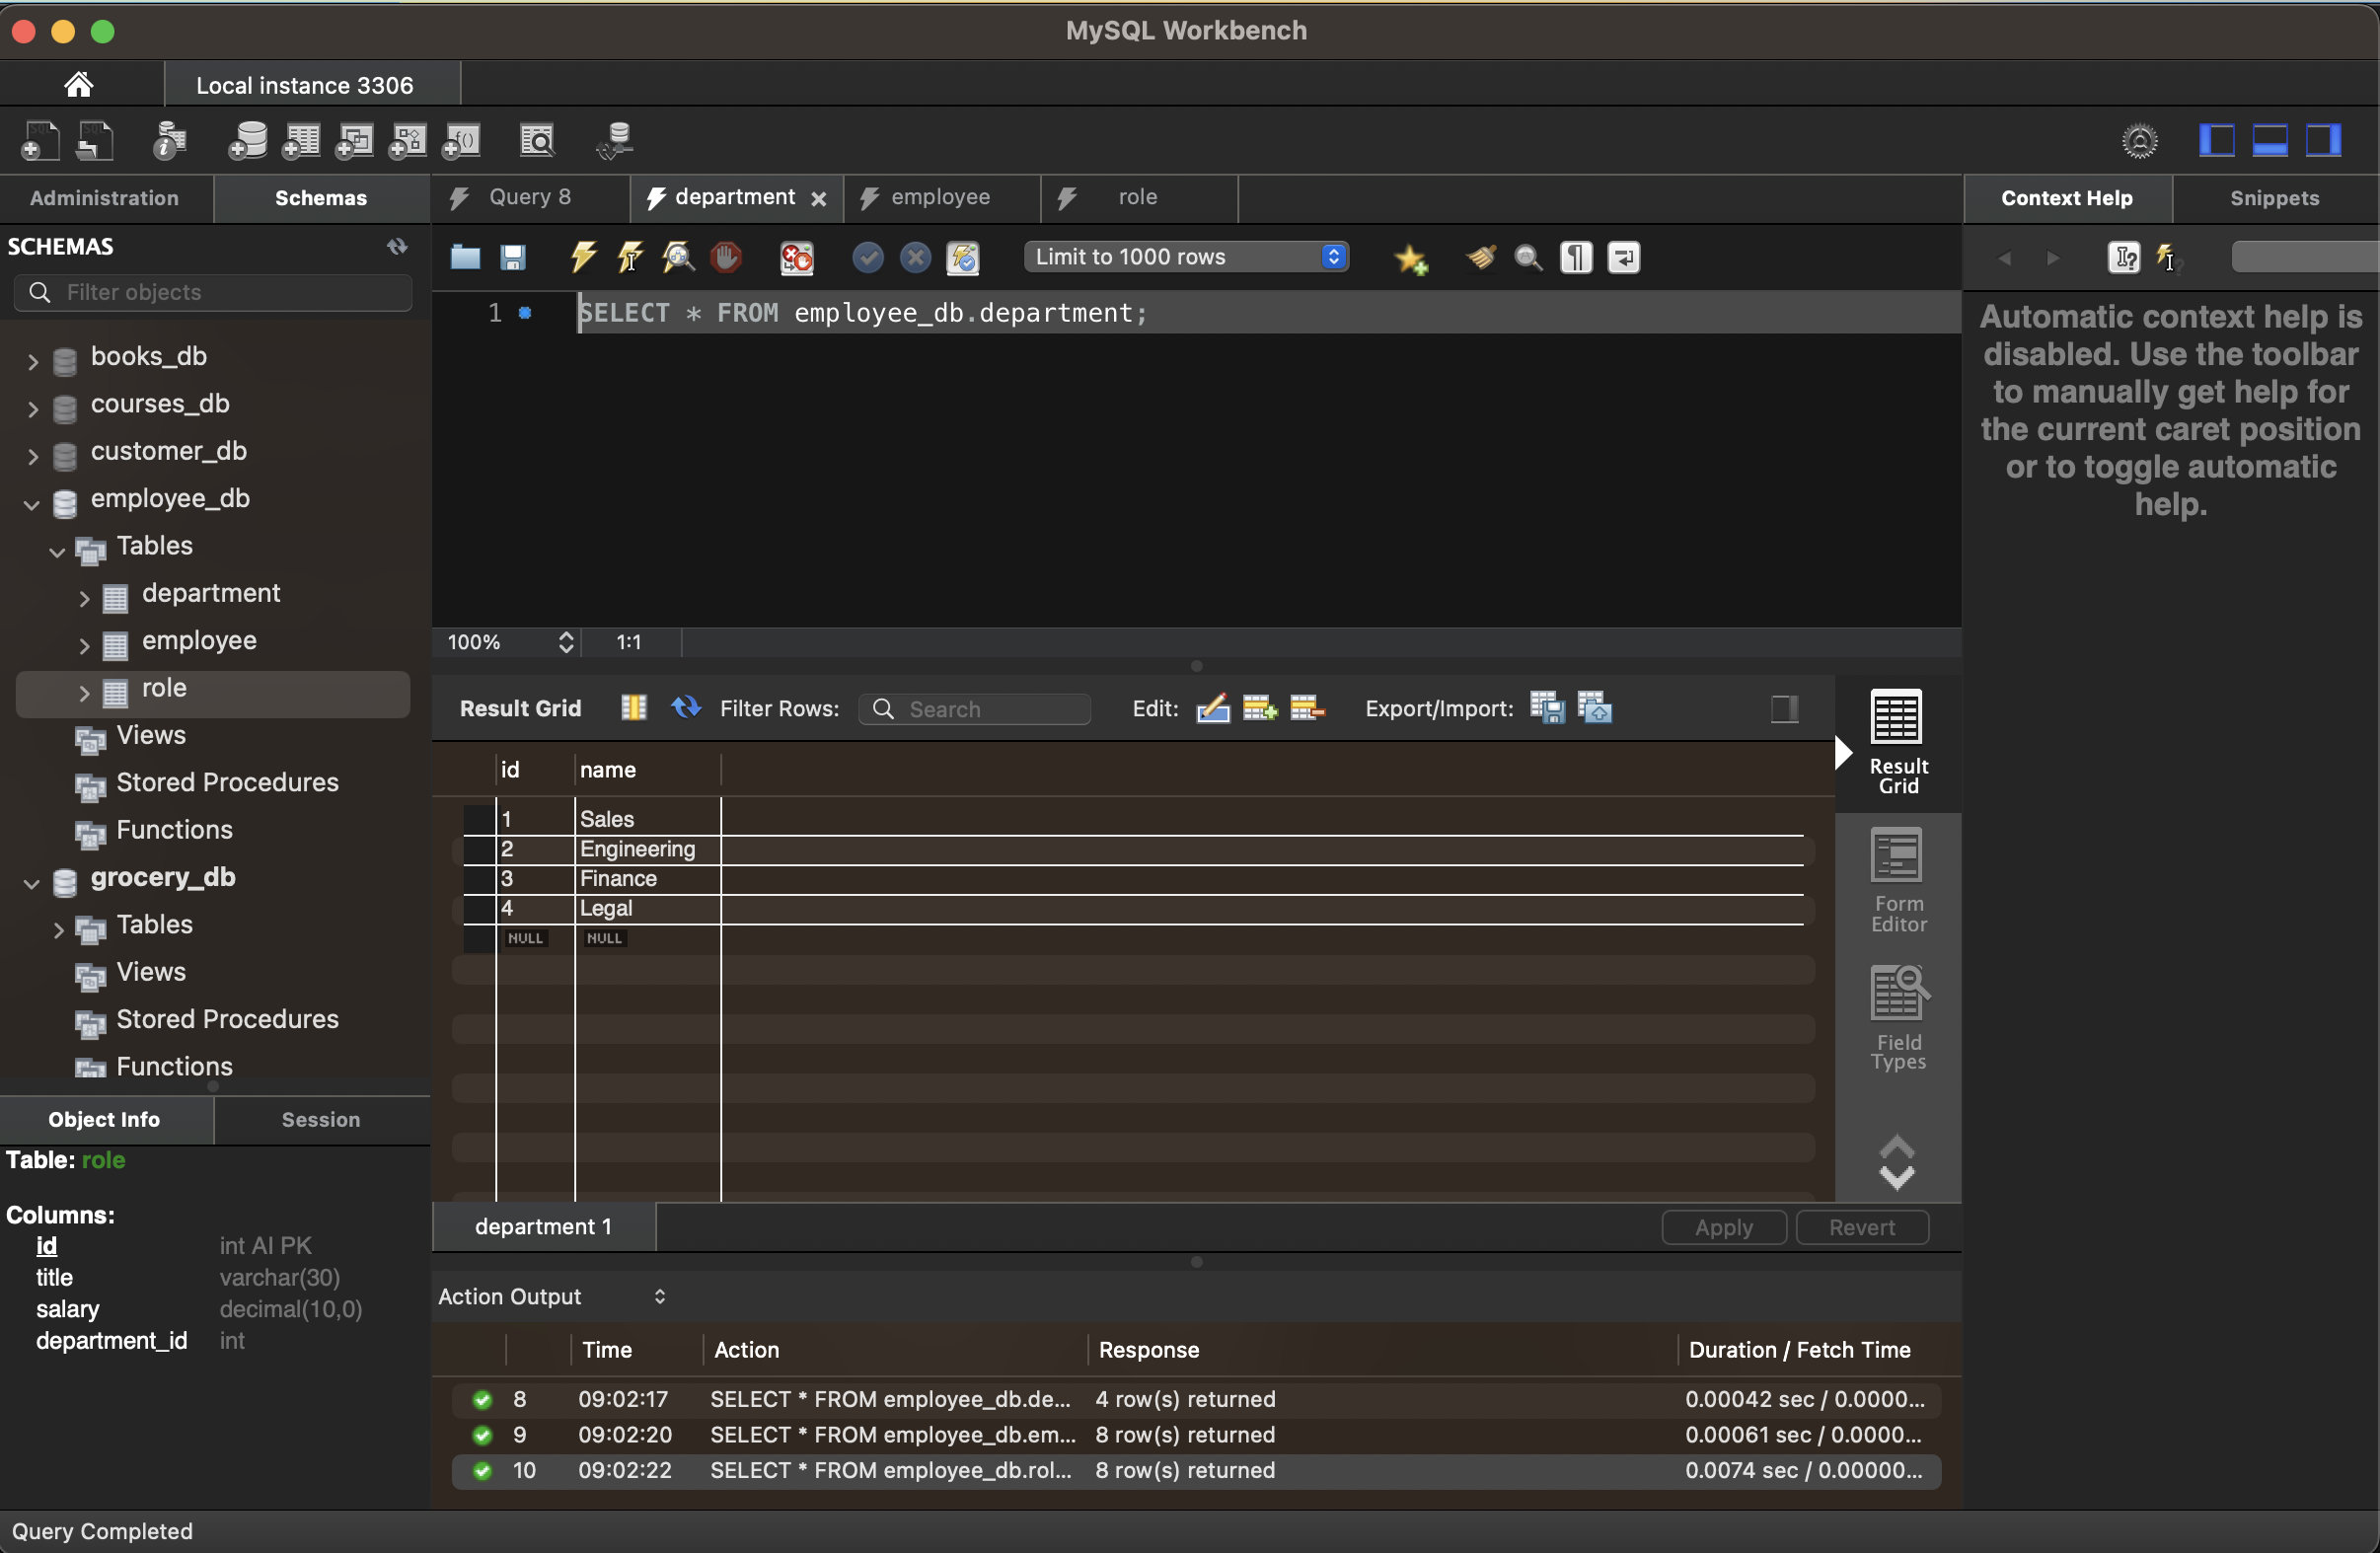 MySQL Workbench
Local instance 3306
Administration
Schemas
SCHEMAS
Filter objects
books_db
courses_db
customer_db
employee_db
Tables
department
employee
role
Views
Stored Procedures
Functions
grocery_db
Tables
Views
Stored Procedures
Functions
Object Info
Session
Table: role
Columns:
id int AI PK
title varchar(30)
salary decimal(10,0)
department_id int
Query 8
department
employee
role
Limit to 1000 rows
1 SELECT * FROM employee_db.department;
100% 1:1
Result Grid Filter Rows: Search Edit: Export/Import:
id name
1 Sales
2 Engineering
3 Finance
4 Legal
NULL NULL
Result
Grid
Form
Editor
Field
Types
department 1
Apply
Revert
Action Output
Time Action Response Duration / Fetch Time
8 09:02:17 SELECT * FROM employee_db.de... 4 row(s) returned 0.00042 sec / 0.0000...
9 09:02:20 SELECT * FROM employee_db.em... 8 row(s) returned 0.00061 sec / 0.0000...
10 09:02:22 SELECT * FROM employee_db.rol... 8 row(s) returned 0.0074 sec / 0.00000...
Context Help
Snippets
Automatic context help is
disabled. Use the toolbar
to manually get help for
the current caret position
or to toggle automatic
help.
Query Completed